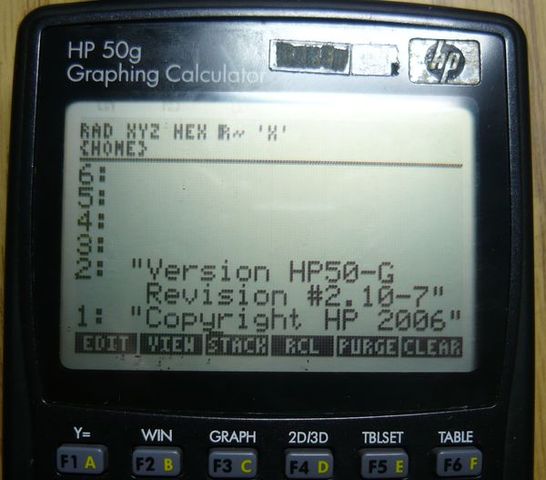 HP 50g
Graphing Calculator
hp
RAD XYZ HEX R~ 'X'
{HOME}
6:
5:
4:
3:
2: "Version HP50-G
Revision #2.10-7"
1: "Copyright HP 2006"
EDIT VIEW STACK RCL PURGE CLEAR
Y= WIN GRAPH 2D/3D TBLSET TABLE
F1 A F2 B F3 C F4 D F5 E F6 F